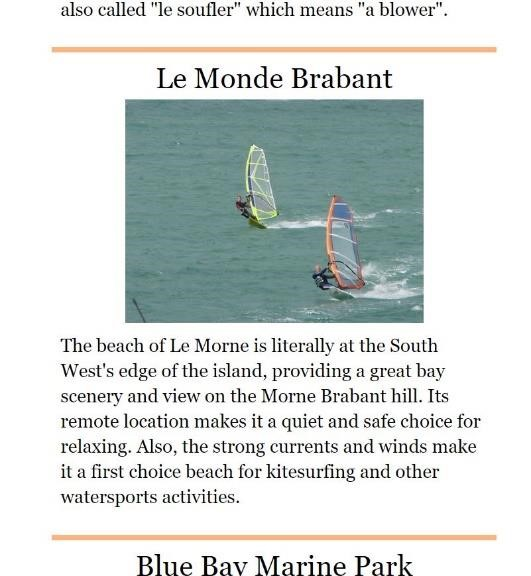 also called "le soufler" which means "a blower".
Le Monde Brabant
The beach of Le Morne is literally at the South
West's edge of the island, providing a great bay
scenery and view on the Morne Brabant hill. Its
remote location makes it a quiet and safe choice for
relaxing. Also, the strong currents and winds make
it a first choice beach for kitesurfing and other
watersports activities.
Blue Bay Marine Park